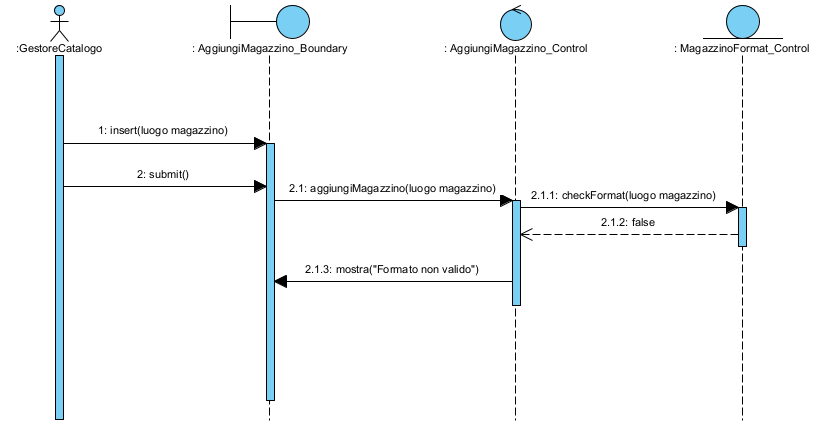 :GestoreCatalogo
: AggiungiMagazzino_Boundary
: AggiungiMagazzino_Control
: MagazzinoFormat_Control
1: insert(luogo magazzino)
2: submit()
2.1: aggiungiMagazzino(luogo magazzino)
2.1.1: checkFormat(luogo magazzino)
2.1.2: false
2.1.3: mostra("Formato non valido")